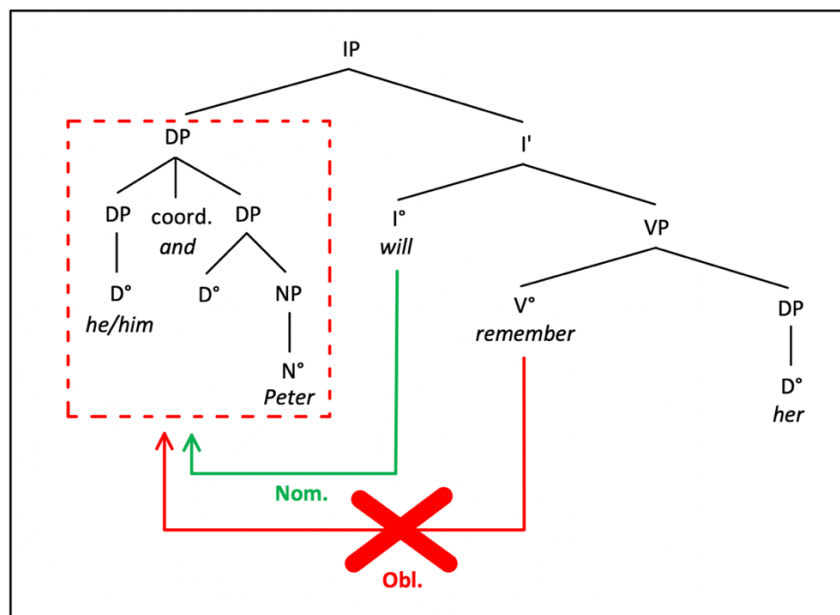 IP
DP
I'
DP coord. DP
and
I°
will
VP
D°
he/him
D°
NP
V°
remember
DP
N°
Peter
D°
her
Nom.
Obl.